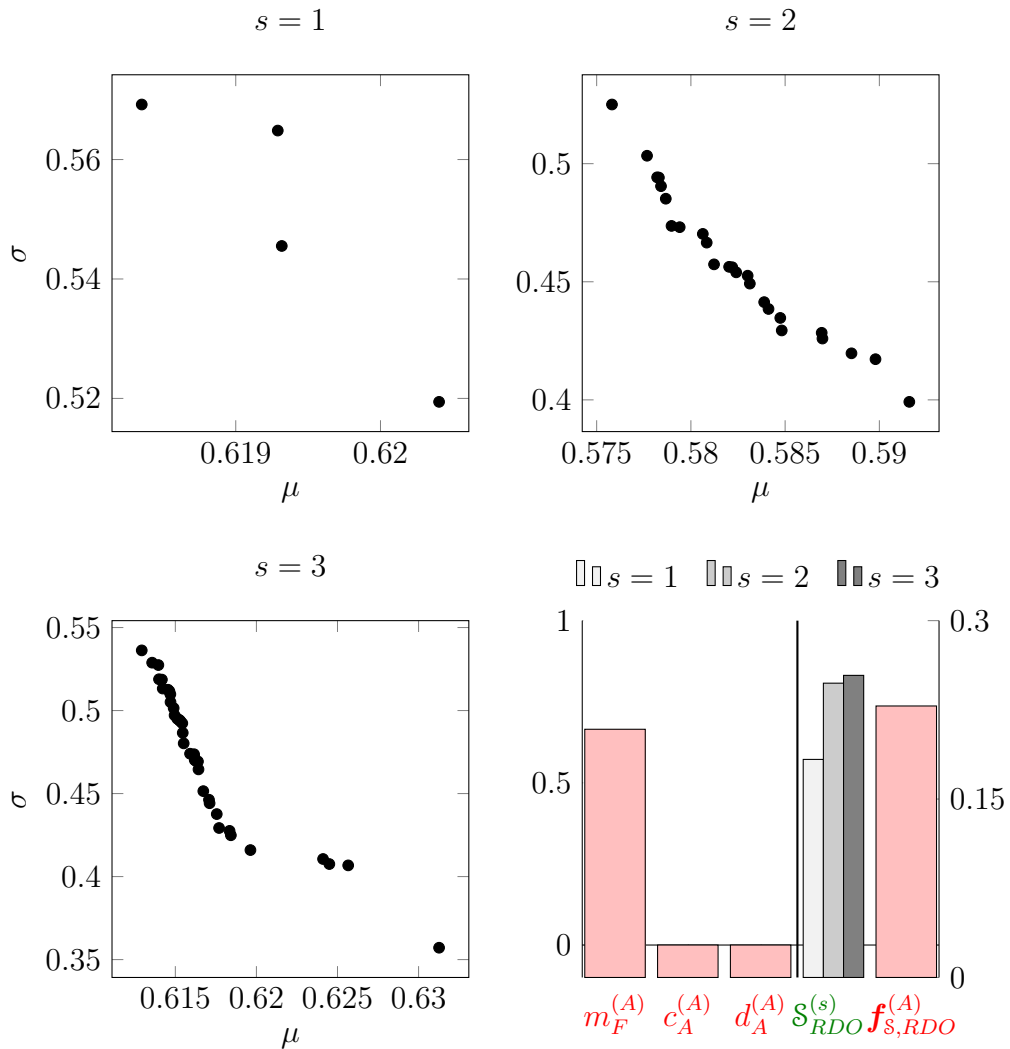 s = 1
0.56
0.54
0.52
σ
0.619
0.62
μ
s = 2
0.5
0.45
0.4
0.575
0.58
0.585
0.59
μ
s = 3
0.55
0.5
0.45
0.4
0.35
σ
0.615
0.62
0.625
0.63
μ
s = 1 s = 2 s = 3
1
0.5
0
0.3
0.15
0
m_F^{(A)} c_A^{(A)} d_A^{(A)} S_{RDO}^{(s)} f_{S,RDO}^{(A)}